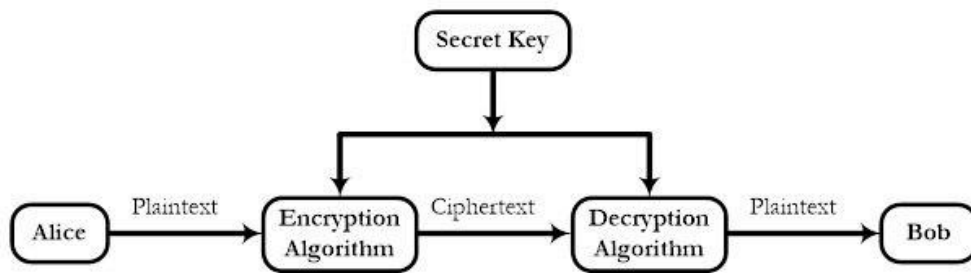 Secret Key
Plaintext
Ciphertext
Plaintext
Alice
Encryption
Algorithm
Decryption
Algorithm
Bob